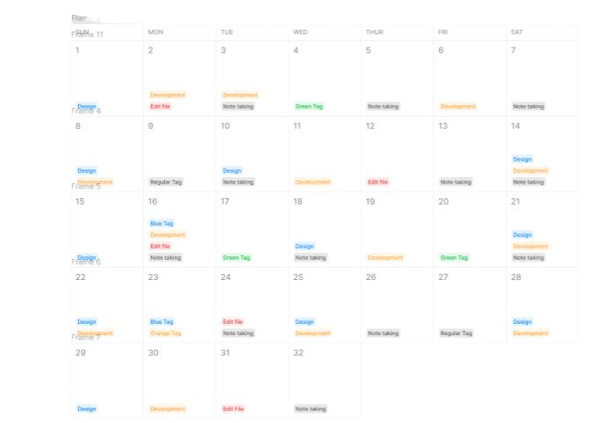 Frame 11
SUN MON TUE WED THUR FRI SAT
1 2 3 4 5 6 7
Development Development
Design Edit file Note taking Green Tag Note taking Development Note taking
Frame 4
8 9 10 11 12 13 14
Design
Design Design Development
Development Regular Tag Note taking Development Edit file Note taking Note taking
Frame 5
15 16 17 18 19 20 21
Blue Tag
Development Design
Edit file Design Development
Design Note taking Green Tag Note taking Development Green Tag Note taking
Frame 6
22 23 24 25 26 27 28
Design Blue Tag Edit file Design Design
Development Orange Tag Note taking Development Note taking Regular Tag Development
Frame 7
29 30 31 32
Design Development Edit File Note taking